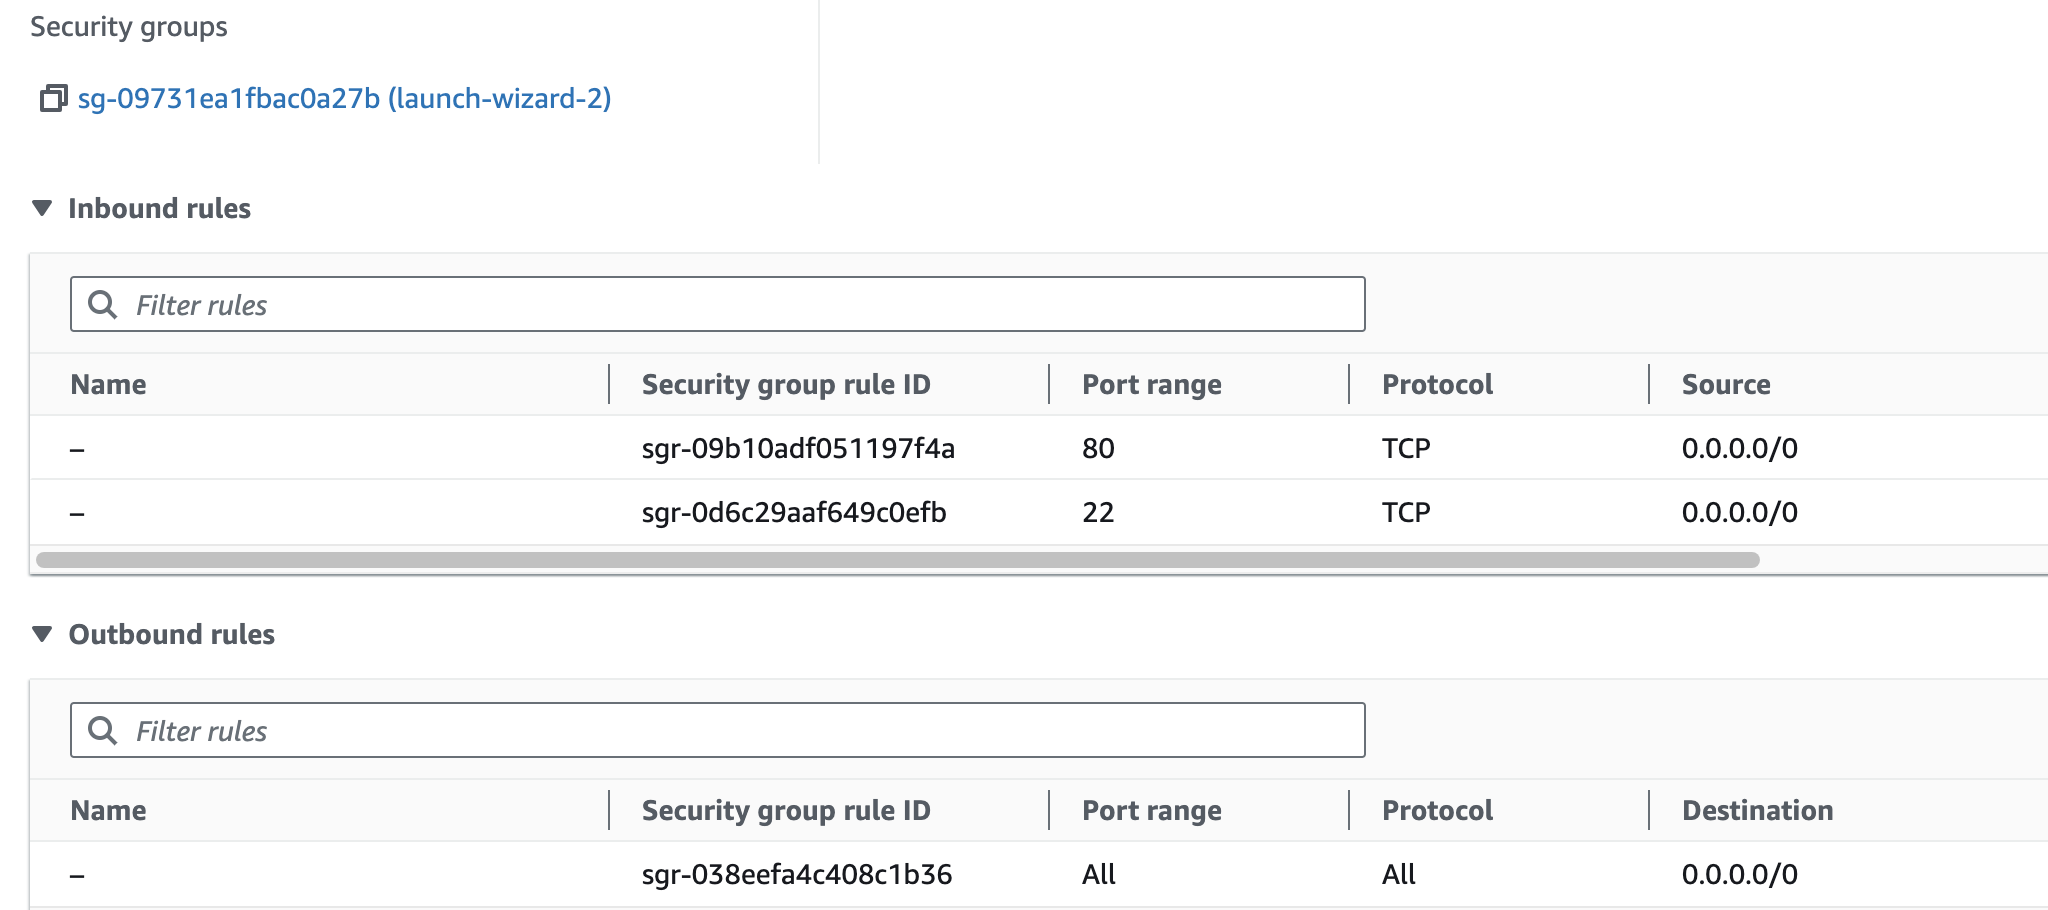 Security groups
sg-09731ea1fbac0a27b (launch-wizard-2)
Inbound rules
Filter rules
Name Security group rule ID Port range Protocol Source
– sgr-09b10adf051197f4a 80 TCP 0.0.0.0/0
– sgr-0d6c29aaf649c0efb 22 TCP 0.0.0.0/0
Outbound rules
Filter rules
Name Security group rule ID Port range Protocol Destination
– sgr-038eefa4c408c1b36 All All 0.0.0.0/0